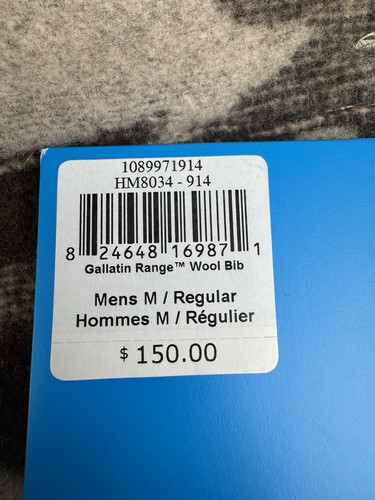 1089971914
HM8034 - 914
8 24648 16987 1
Gallatin Range™ Wool Bib
Mens M / Regular
Hommes M / Régulier
$ 150.00